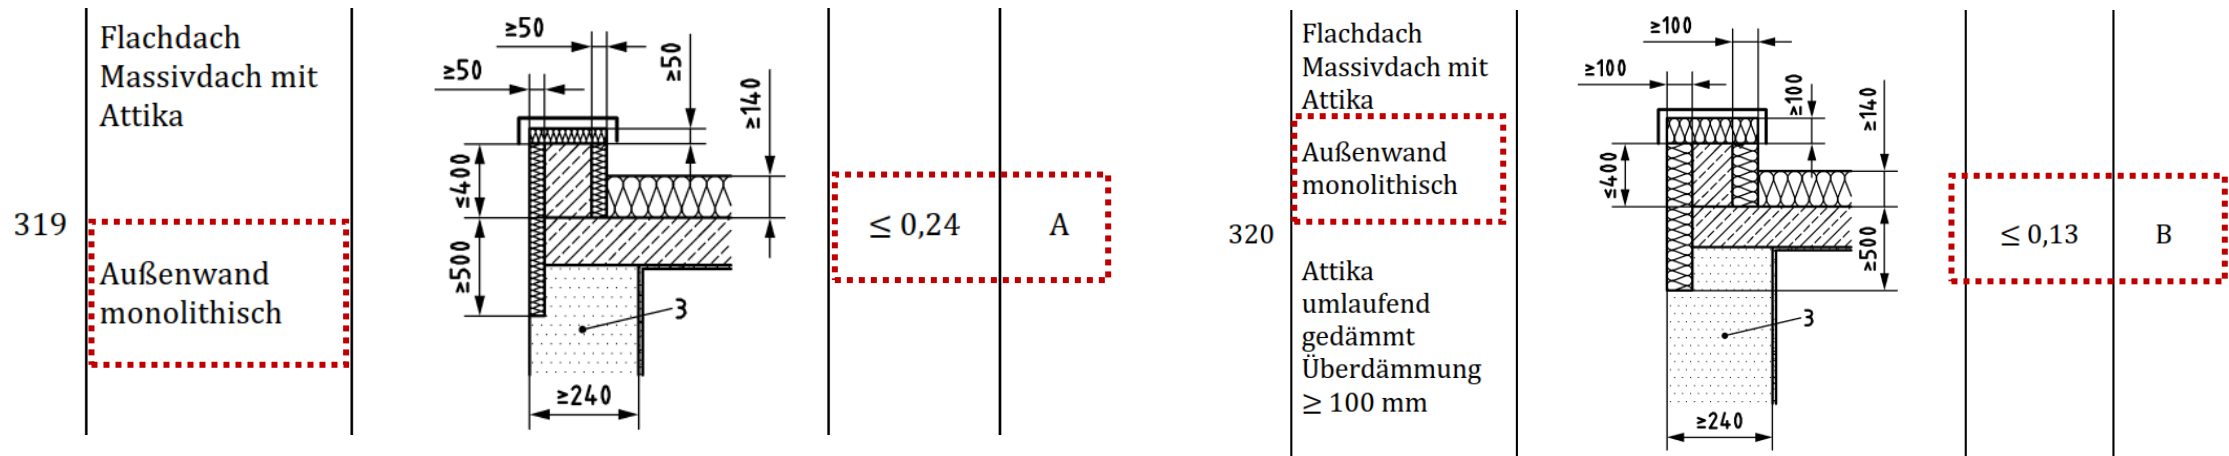 319
Flachdach
Massivdach mit
Attika
Außenwand
monolithisch
≥50
≥50
≥50
≥140
≤400
≥500
3
≥240
≤ 0,24
A
320
Flachdach
Massivdach mit
Attika
Außenwand
monolithisch
Attika
umlaufend
gedämmt
Überdämmung
≥ 100 mm
≥100
≥100
≥100
≥140
≤400
≥500
3
≥240
≤ 0,13
B